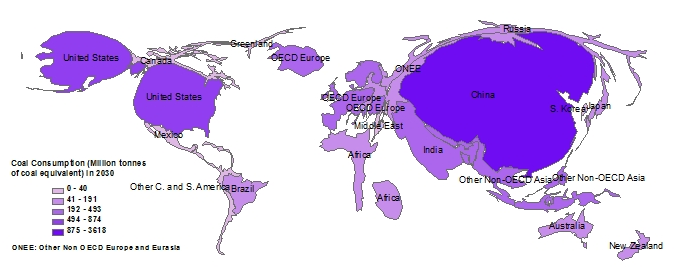 Russia
Greenland
United States
Canada
OECD Europe
ONEE
China
United States
OECD Europe
OECD Europe
S. Korea
Japan
Mexico
Middle East
India
Africa
Coal Consumption (Million tonnes
of coal equivalent) in 2030
Other Non-OECD Asia
Other Non-OECD Asia
Other C. and S. America
Brazil
Africa
0 - 40
41 - 191
192 - 493
494 - 874
875 - 3618
Australia
New Zealand
ONEE: Other Non OECD Europe and Eurasia